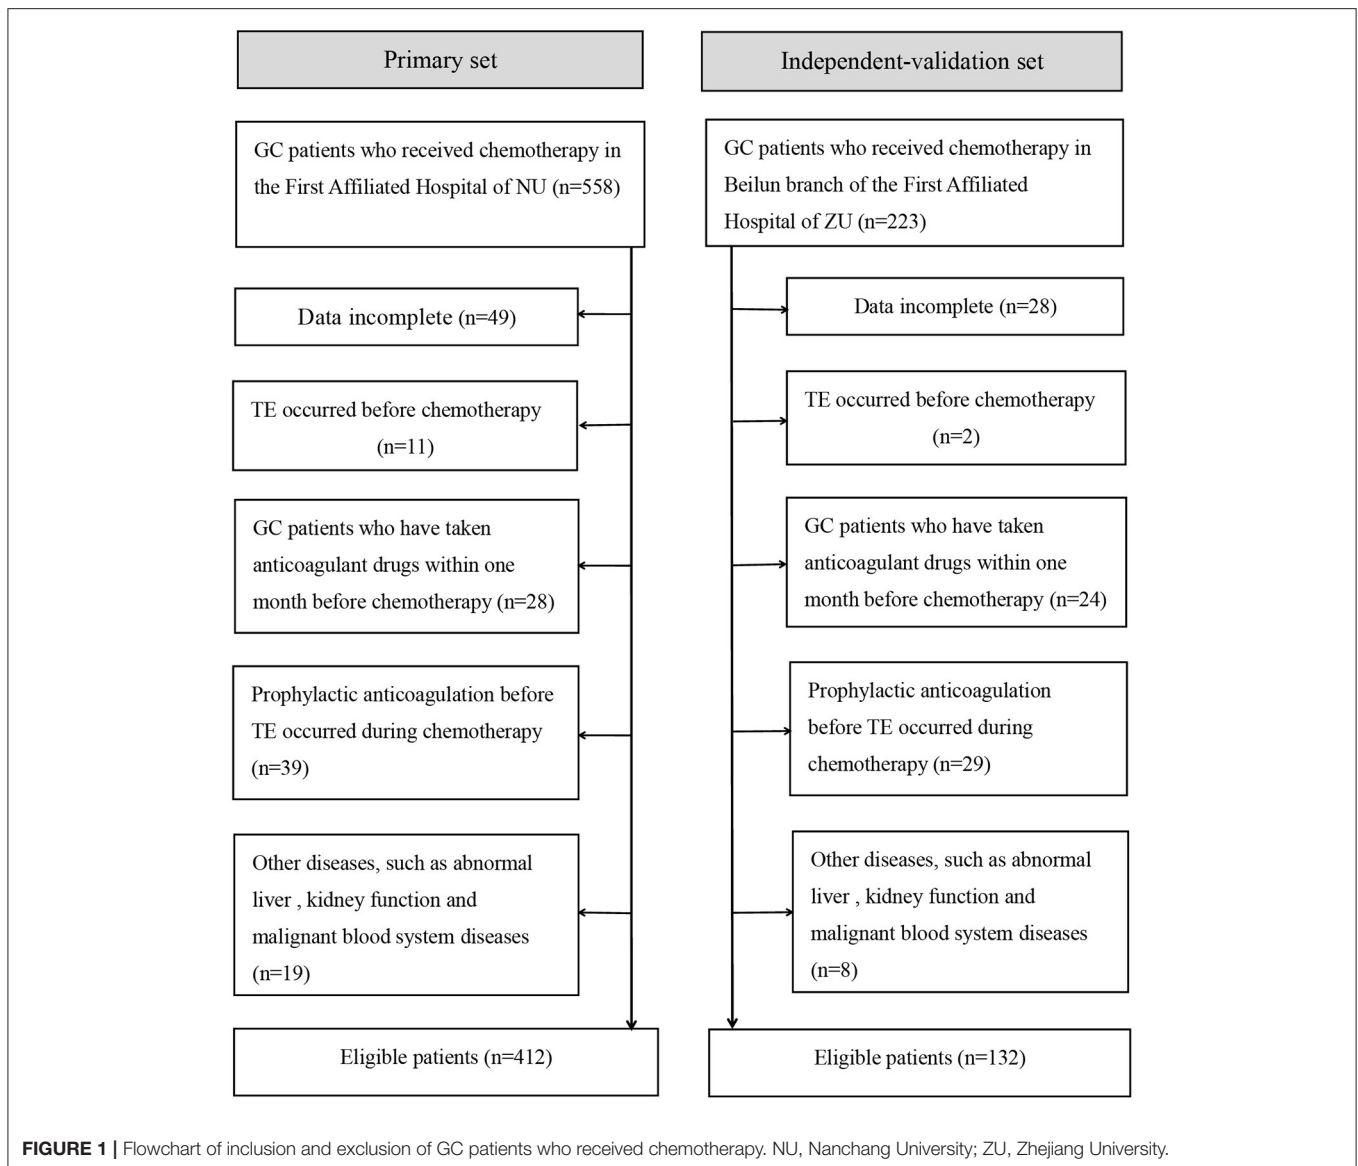 Primary set
GC patients who received chemotherapy in
the First Affiliated Hospital of NU (n=558)
Data incomplete (n=49)
TE occurred before chemotherapy
(n=11)
GC patients who have taken
anticoagulant drugs within one
month before chemotherapy (n=28)
Prophylactic anticoagulation before
TE occurred during chemotherapy
(n=39)
Other diseases, such as abnormal
liver , kidney function and
malignant blood system diseases
(n=19)
Eligible patients (n=412)
Independent-validation set
GC patients who received chemotherapy in
Beilun branch of the First Affiliated
Hospital of ZU (n=223)
Data incomplete (n=28)
TE occurred before chemotherapy
(n=2)
GC patients who have taken
anticoagulant drugs within one
month before chemotherapy (n=24)
Prophylactic anticoagulation
before TE occurred during
chemotherapy (n=29)
Other diseases, such as abnormal
liver , kidney function and
malignant blood system diseases
(n=8)
Eligible patients (n=132)
FIGURE 1 | Flowchart of inclusion and exclusion of GC patients who received chemotherapy. NU, Nanchang University; ZU, Zhejiang University.